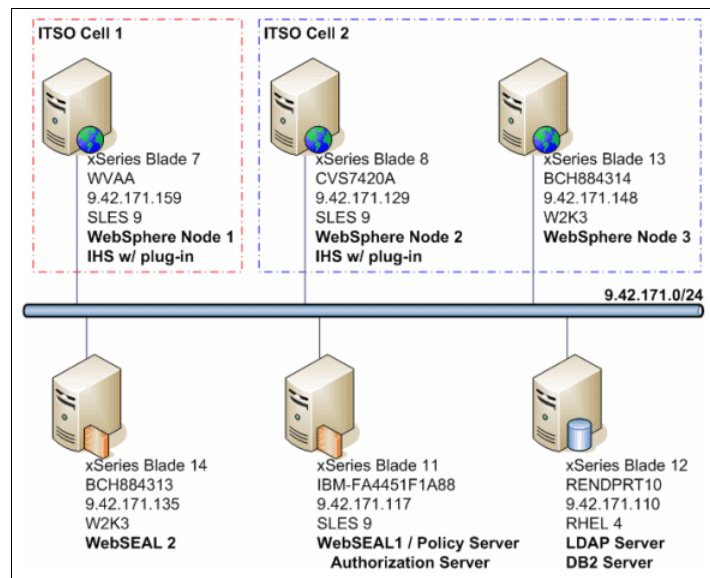 ITSO Cell 1
xSeries Blade 7
WVAA
9.42.171.159
SLES 9
WebSphere Node 1
IHS w/ plug-in
ITSO Cell 2
xSeries Blade 8
CVS7420A
9.42.171.129
SLES 9
WebSphere Node 2
IHS w/ plug-in
xSeries Blade 13
BCH884314
9.42.171.148
W2K3
WebSphere Node 3
9.42.171.0/24
xSeries Blade 14
BCH884313
9.42.171.135
W2K3
WebSEAL 2
xSeries Blade 11
IBM-FA4451F1A88
9.42.171.117
SLES 9
WebSEAL1 / Policy Server
Authorization Server
xSeries Blade 12
RENDPRT10
9.42.171.110
RHEL 4
LDAP Server
DB2 Server